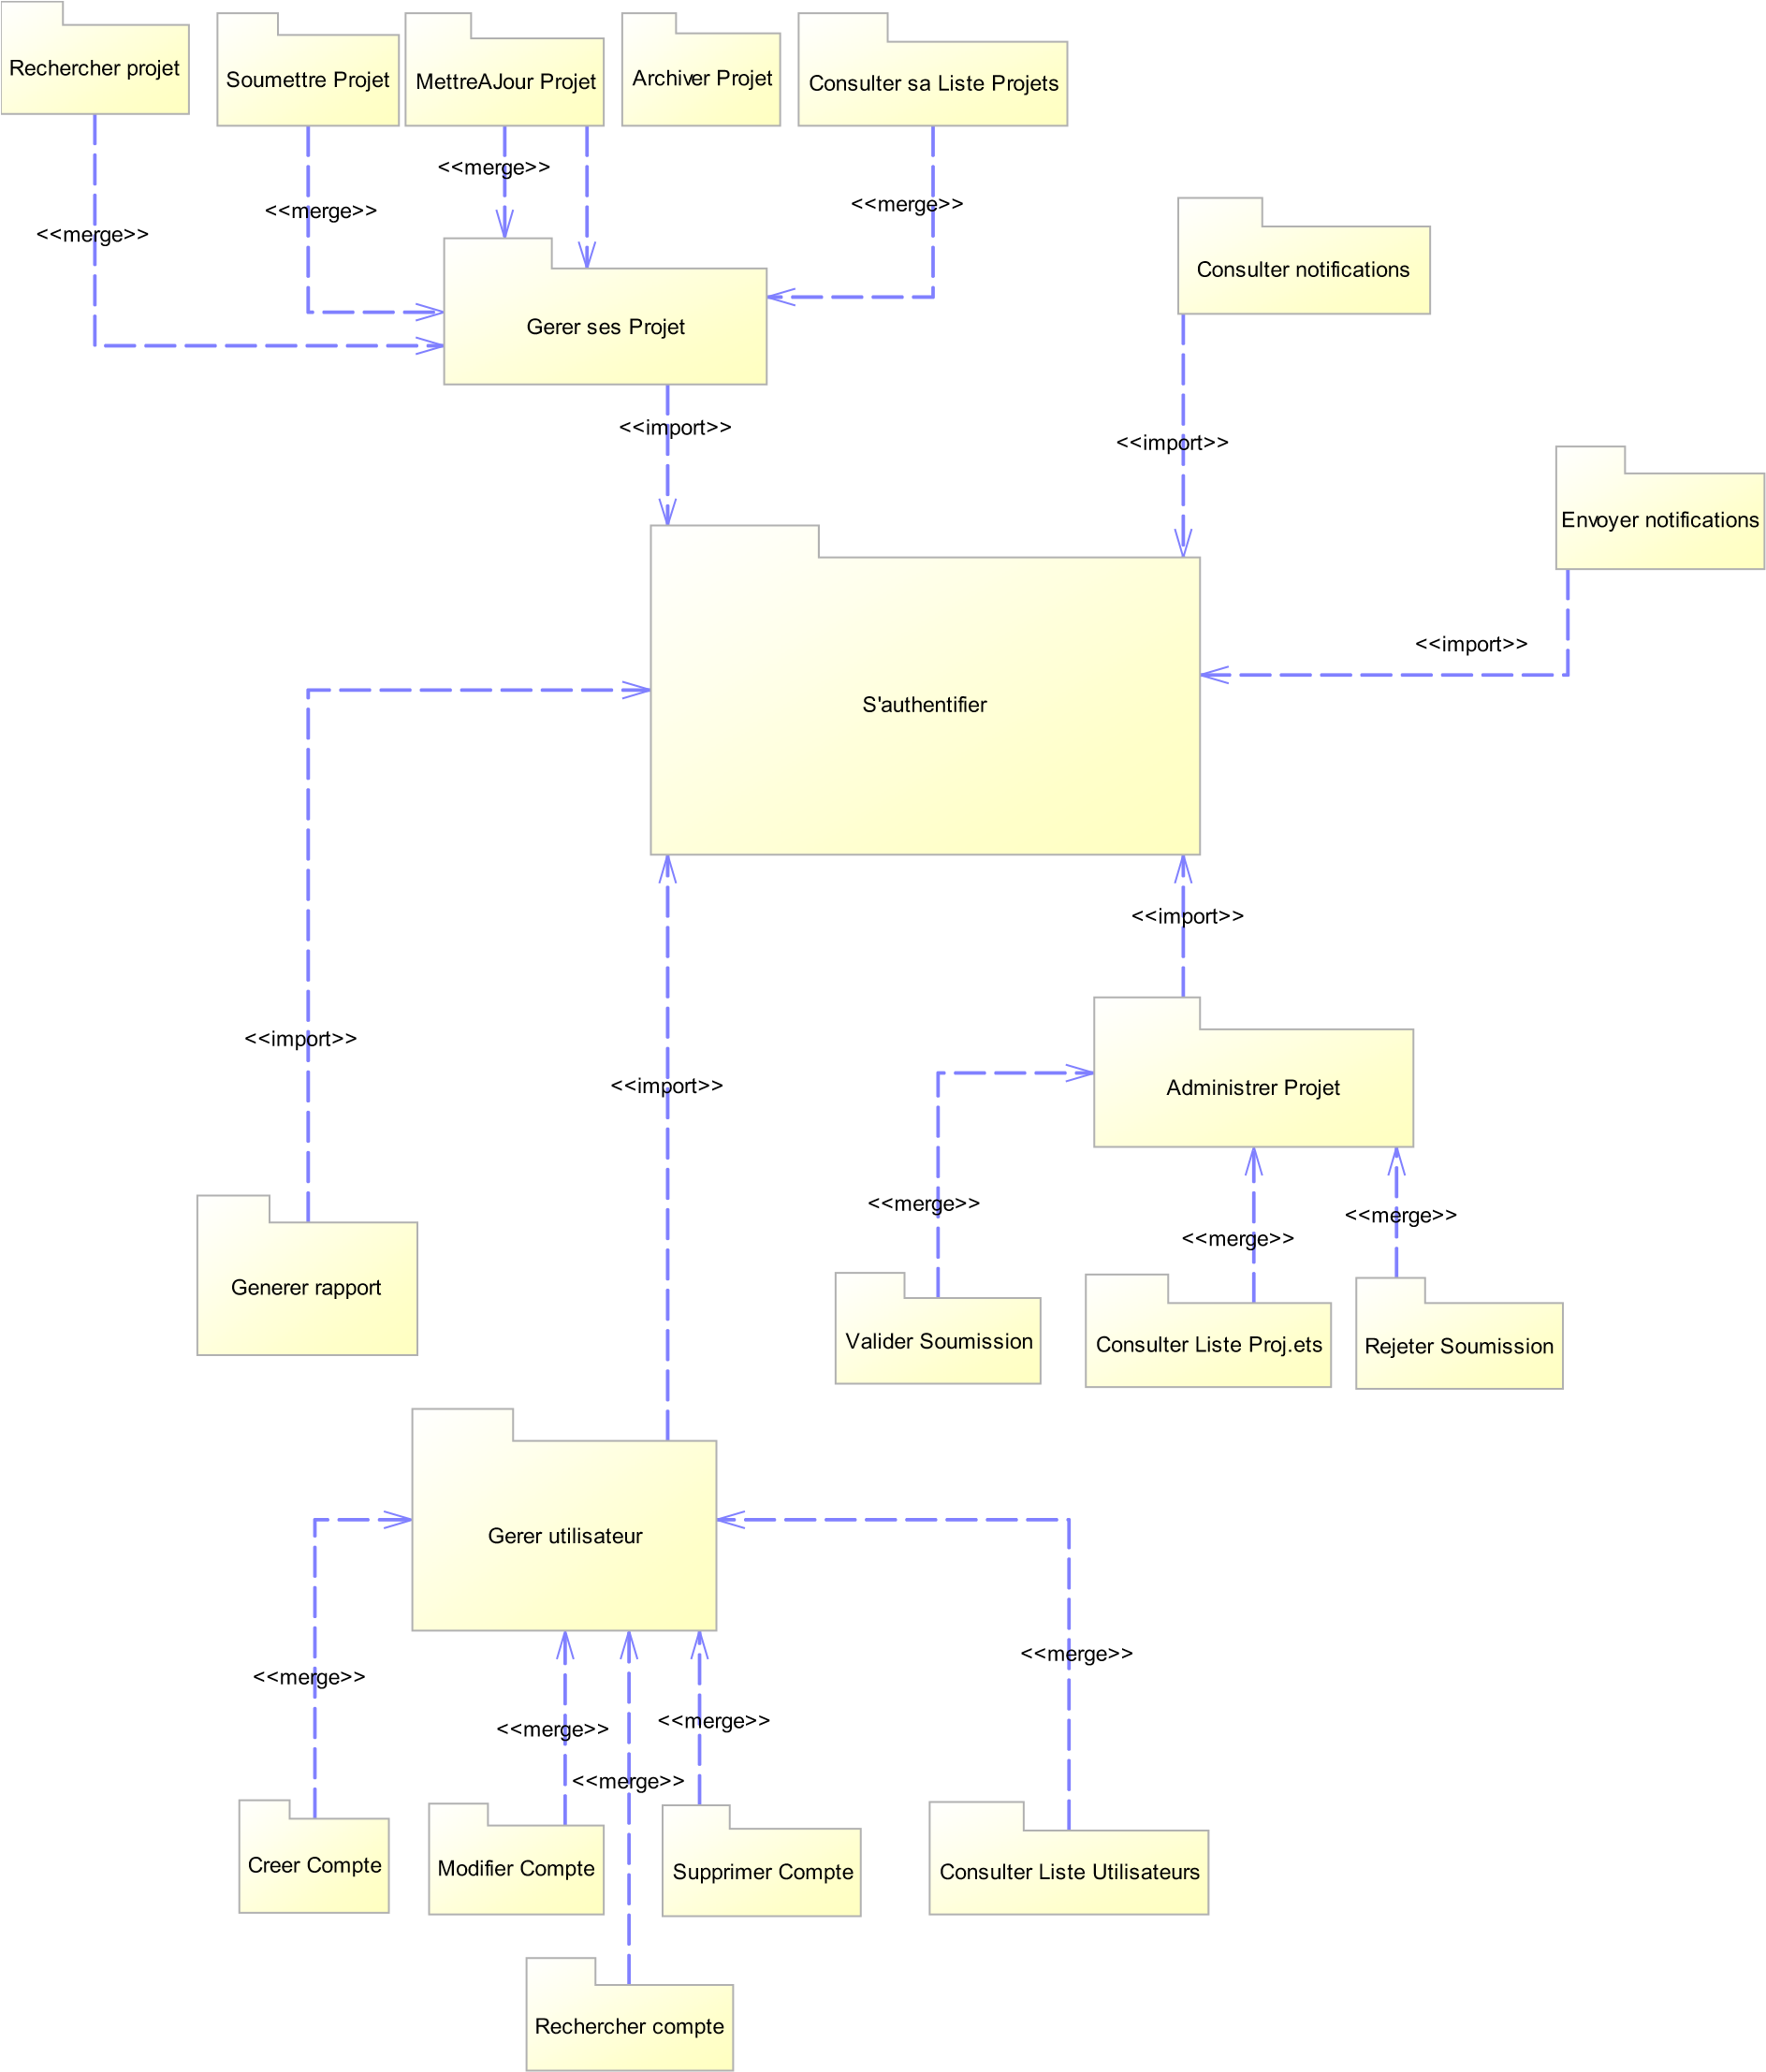 Rechercher projet
Soumettre Projet
MettreAJour Projet
Archiver Projet
Consulter sa Liste Projets
<<merge>>
<<merge>>
<<merge>>
<<merge>>
Consulter notifications
Gerer ses Projet
<<import>>
<<import>>
Envoyer notifications
<<import>>
S'authentifier
<<import>>
<<import>>
<<import>>
Administrer Projet
<<merge>>
<<merge>>
<<merge>>
Generer rapport
Valider Soumission
Consulter Liste Proj.ets
Rejeter Soumission
Gerer utilisateur
<<merge>>
<<merge>>
<<merge>>
<<merge>>
<<merge>>
Creer Compte
Modifier Compte
Supprimer Compte
Consulter Liste Utilisateurs
Rechercher compte